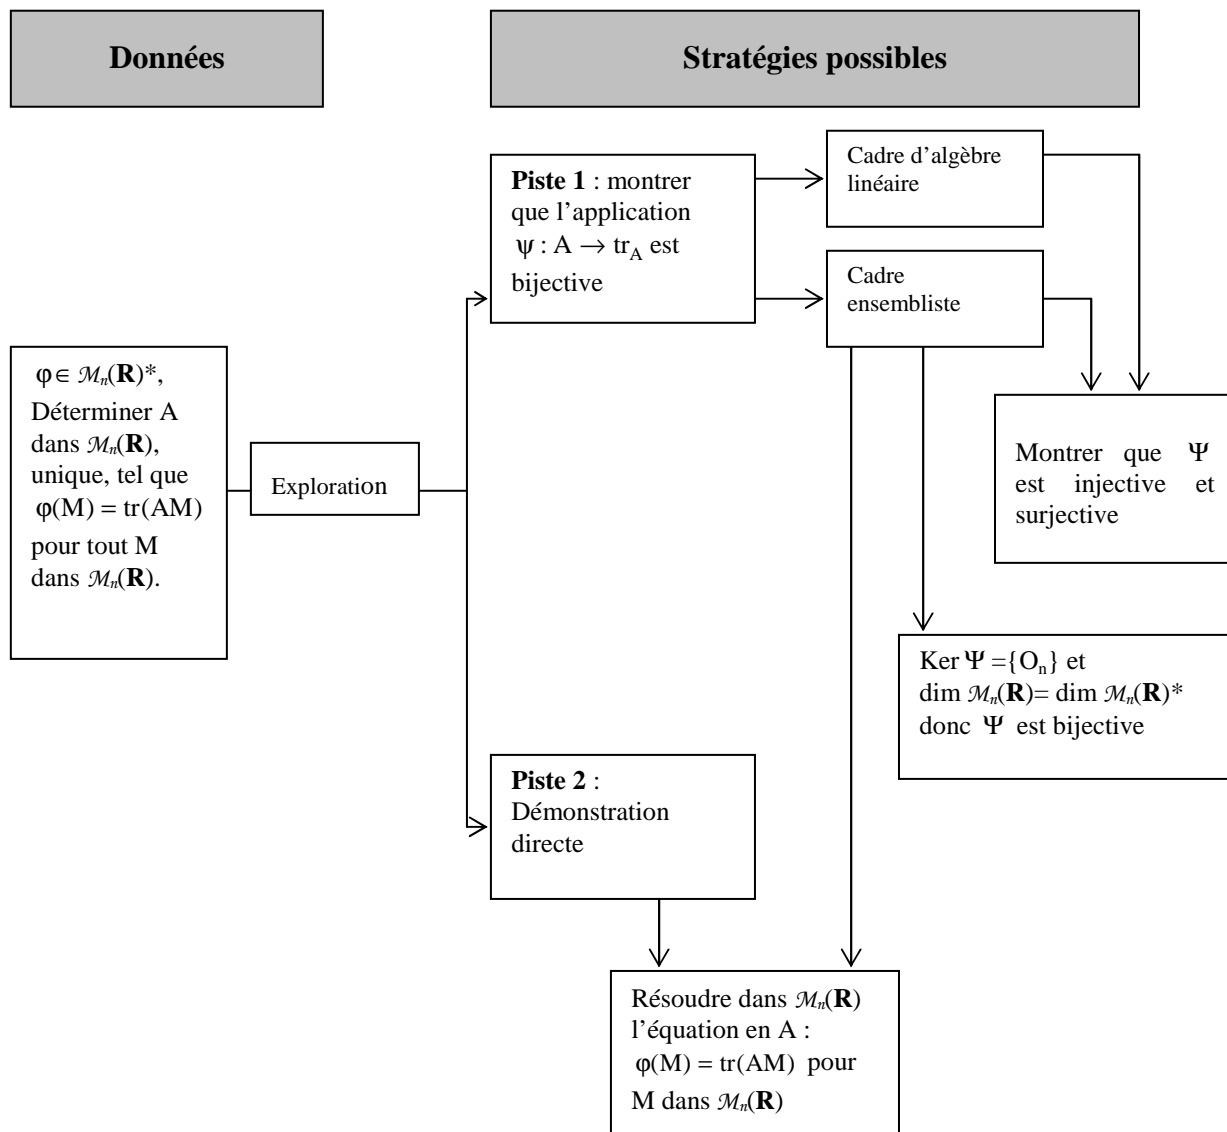 Données
Stratégies possibles
Piste 1 : montrer
que l'application
ψ : A → tr_A est
bijective
Cadre d'algèbre
linéaire
Cadre
ensembliste
φ ∈ ℳn(R)*,
Déterminer A
dans ℳn(R),
unique, tel que
φ(M) = tr(AM)
pour tout M
dans ℳn(R).
Exploration
Montrer que Ψ
est injective et
surjective
Ker Ψ ={O_n} et
dim ℳn(R)= dim ℳn(R)*
donc Ψ est bijective
Piste 2 :
Démonstration
directe
Résoudre dans ℳn(R)
l'équation en A :
φ(M) = tr(AM) pour
M dans ℳn(R)